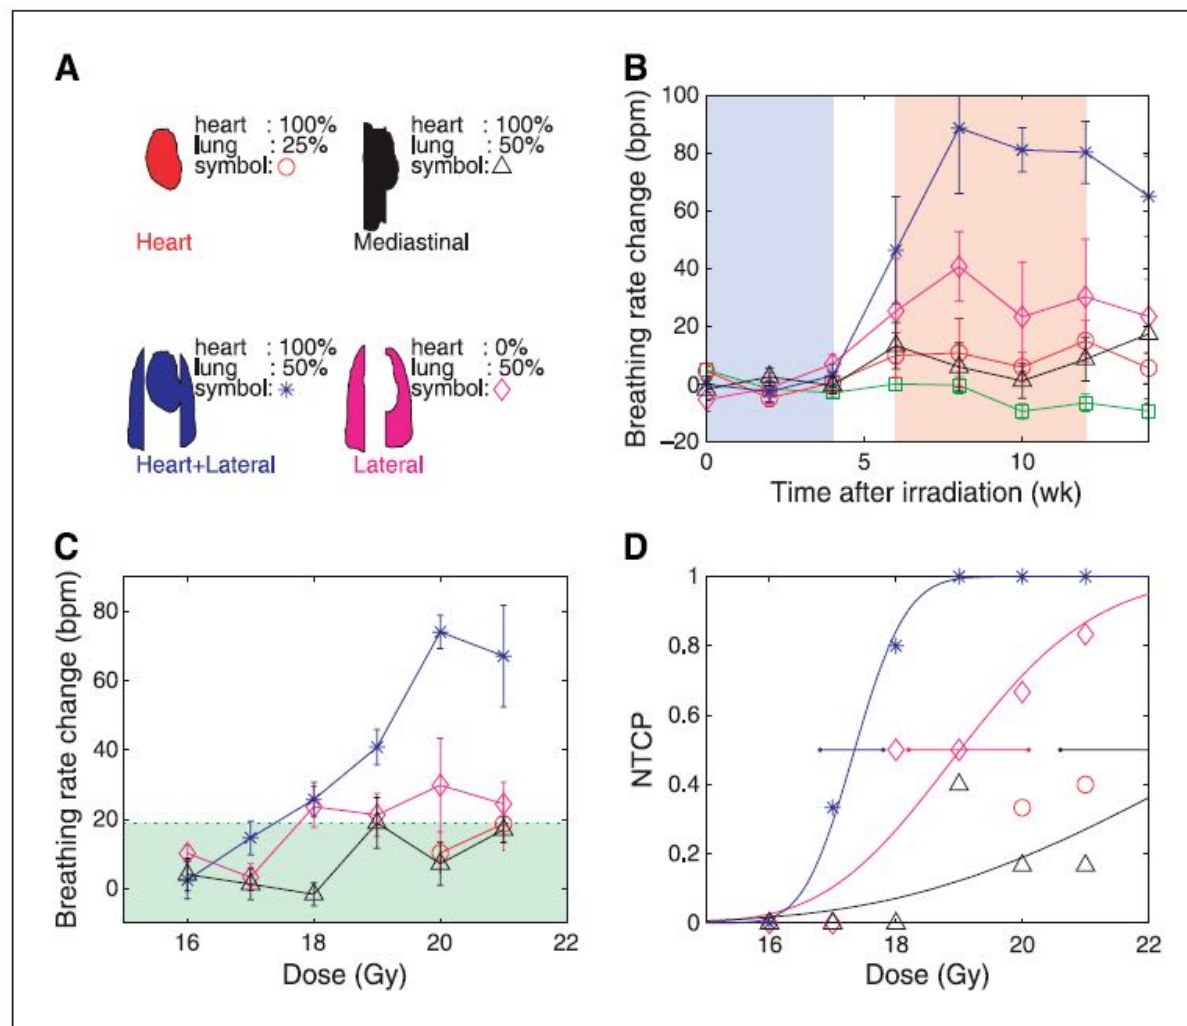 A
heart : 100%
lung : 25%
symbol:
Heart
heart : 100%
lung : 50%
symbol:
Mediastinal
heart : 100%
lung : 50%
symbol:
Heart+Lateral
heart : 0%
lung : 50%
symbol:
Lateral
B
Breathing rate change (bpm)
100
80
60
40
20
0
−20
0
5
10
Time after irradiation (wk)
C
Breathing rate change (bpm)
80
60
40
20
0
16
18
20
22
Dose (Gy)
D
NTCP
1
0.8
0.6
0.4
0.2
0
16
18
20
22
Dose (Gy)